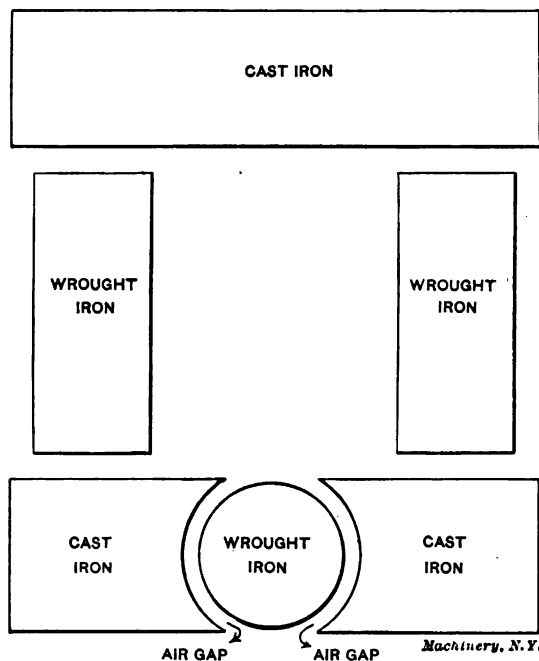 CAST IRON
WROUGHT
IRON
WROUGHT
IRON
CAST
IRON
WROUGHT
IRON
CAST
IRON
AIR GAP
AIR GAP
Machinery, N.Y.